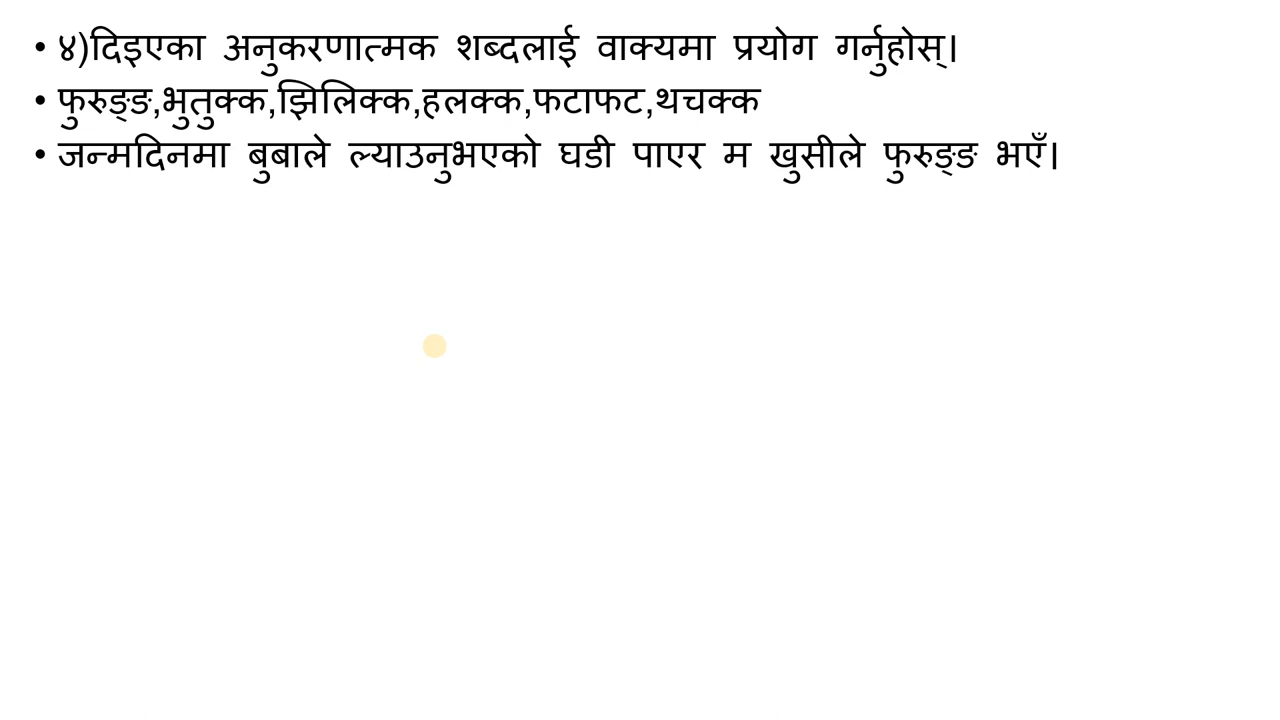 • ४)दिइएका अनुकरणात्मक शब्दलाई वाक्यमा प्रयोग गर्नुहोस्।
• फुरुङ्ङ,भुतुक्क,झिलिक्क,हलक्क,फटाफट,थचक्क
• जन्मदिनमा बुबाले ल्याउनुभएको घडी पाएर म खुसीले फुरुङ्ङ भएँ।